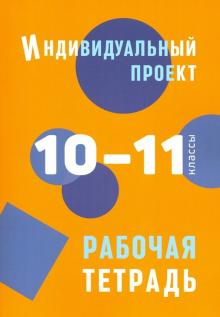 Индивидуальный
проект
10–11
классы
РАБОЧАЯ
ТЕТРАДЬ